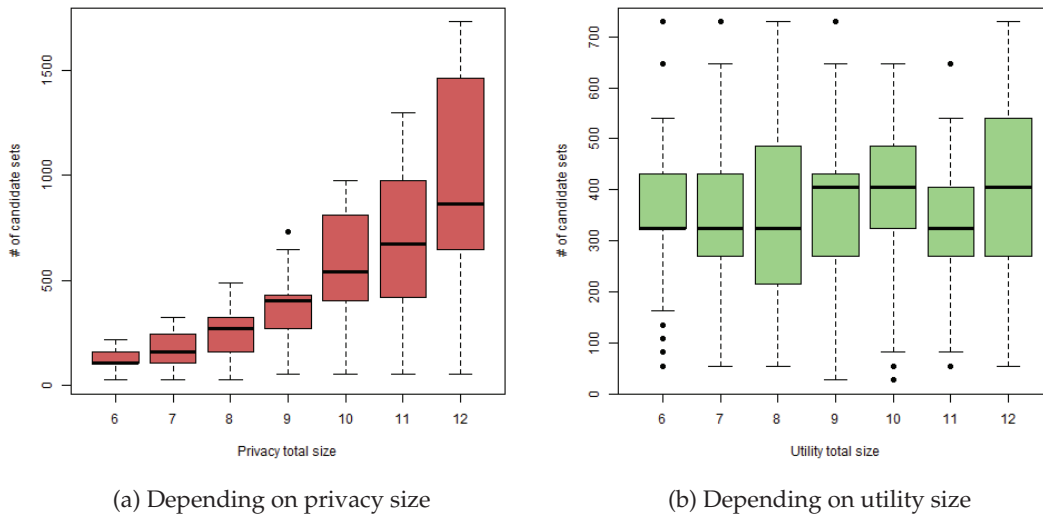 # of candidate sets
1500
1000
500
0
6 7 8 9 10 11 12
Privacy total size
(a) Depending on privacy size
# of candidate sets
700
600
500
400
300
200
100
0
6 7 8 9 10 11 12
Utility total size
(b) Depending on utility size